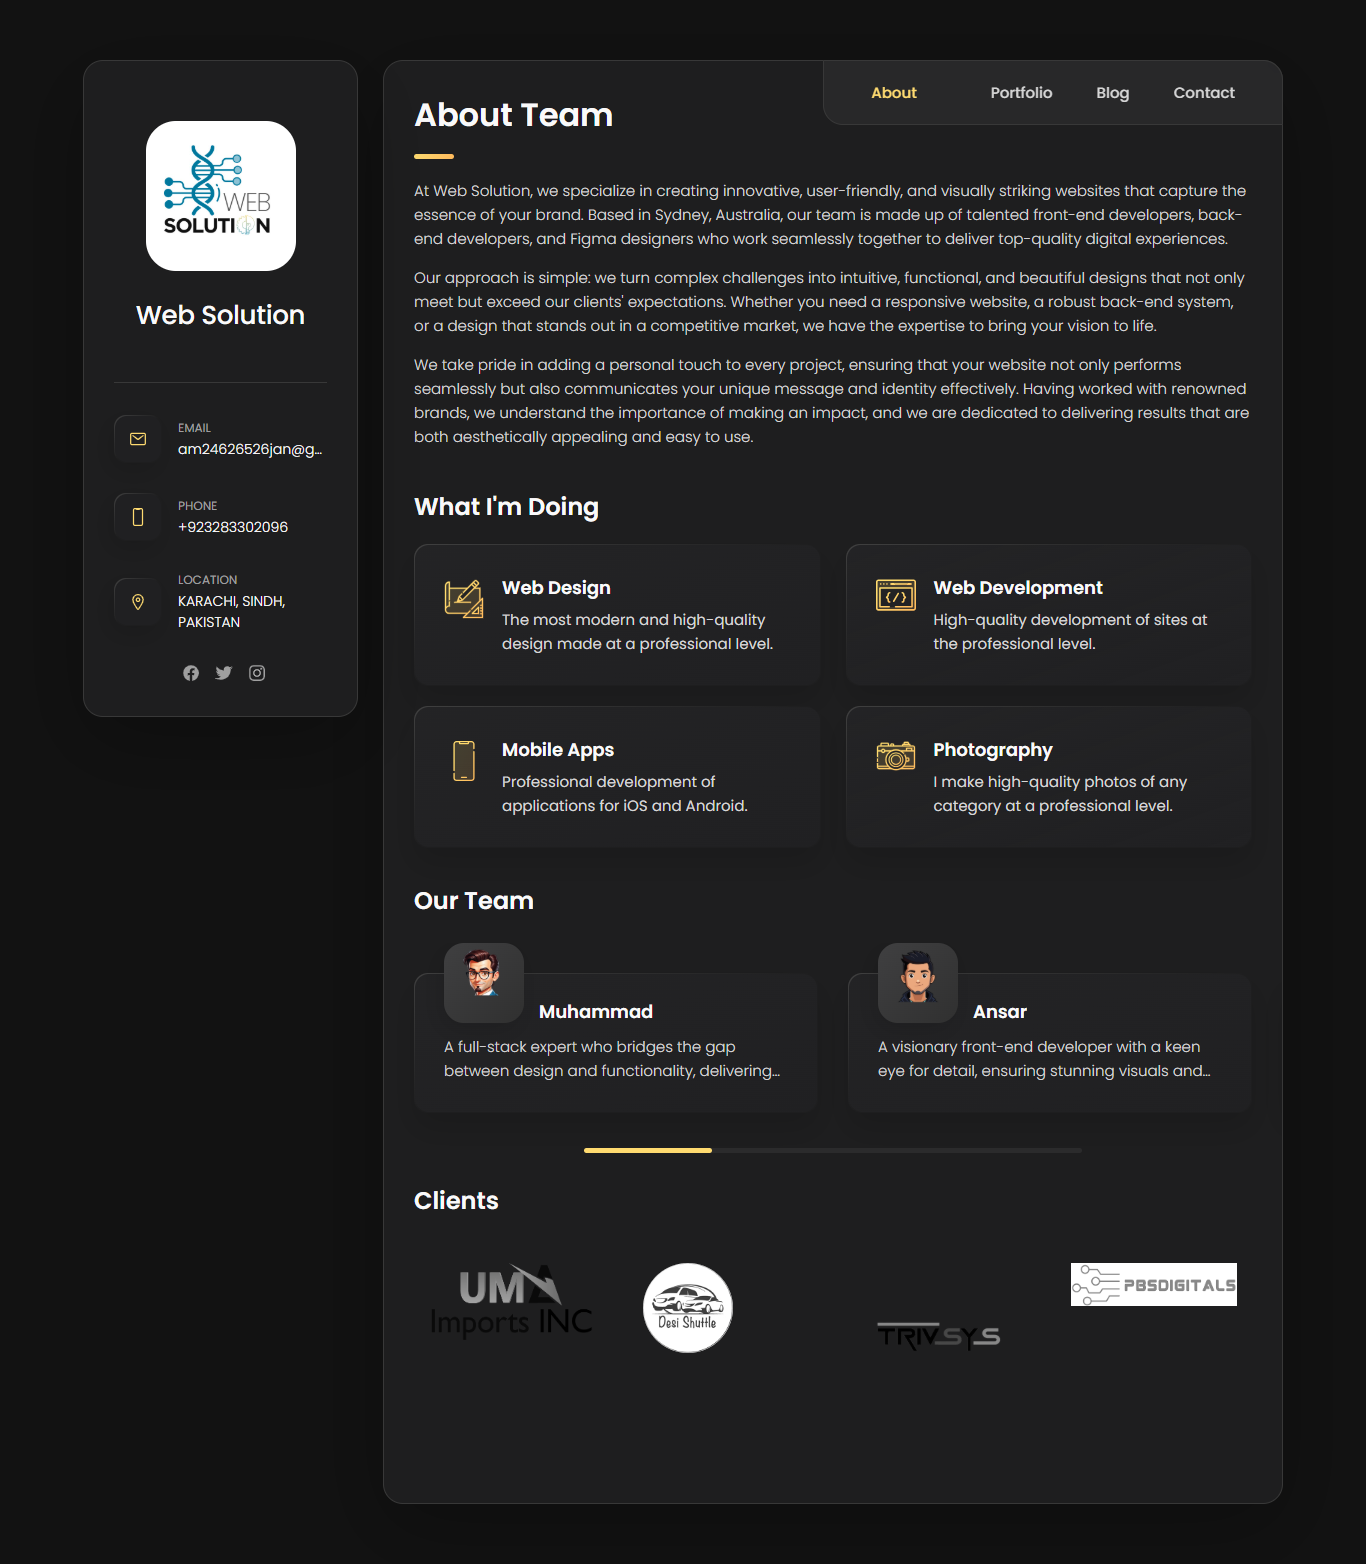 WEB
SOLUTION
Web Solution
EMAIL
am24626526jan@g...
PHONE
+923283302096
LOCATION
KARACHI, SINDH,
PAKISTAN
About
Portfolio
Blog
Contact
About Team
At Web Solution, we specialize in creating innovative, user-friendly, and visually striking websites that capture the
essence of your brand. Based in Sydney, Australia, our team is made up of talented front-end developers, back-
end developers, and Figma designers who work seamlessly together to deliver top-quality digital experiences.
Our approach is simple: we turn complex challenges into intuitive, functional, and beautiful designs that not only
meet but exceed our clients' expectations. Whether you need a responsive website, a robust back-end system,
or a design that stands out in a competitive market, we have the expertise to bring your vision to life.
We take pride in adding a personal touch to every project, ensuring that your website not only performs
seamlessly but also communicates your unique message and identity effectively. Having worked with renowned
brands, we understand the importance of making an impact, and we are dedicated to delivering results that are
both aesthetically appealing and easy to use.
What I'm Doing
Web Design
The most modern and high-quality
design made at a professional level.
Web Development
High-quality development of sites at
the professional level.
Mobile Apps
Professional development of
applications for iOS and Android.
Photography
I make high-quality photos of any
category at a professional level.
Our Team
Muhammad
A full-stack expert who bridges the gap
between design and functionality, delivering...
Ansar
A visionary front-end developer with a keen
eye for detail, ensuring stunning visuals and...
Clients
UMA
Imports INC
Desi Shuttle
TRIVSYS
PBSDIGITALS